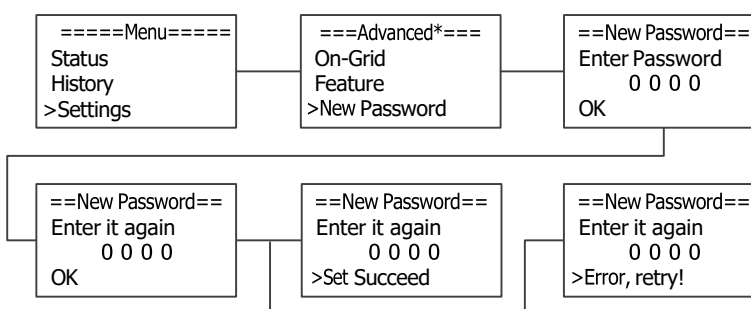 =====Menu=====
Status
History
>Settings
===Advanced*===
On-Grid
Feature
>New Password
==New Password==
Enter Password
0 0 0 0
OK
==New Password==
Enter it again
0 0 0 0
OK
==New Password==
Enter it again
0 0 0 0
>Set Succeed
==New Password==
Enter it again
0 0 0 0
>Error, retry!